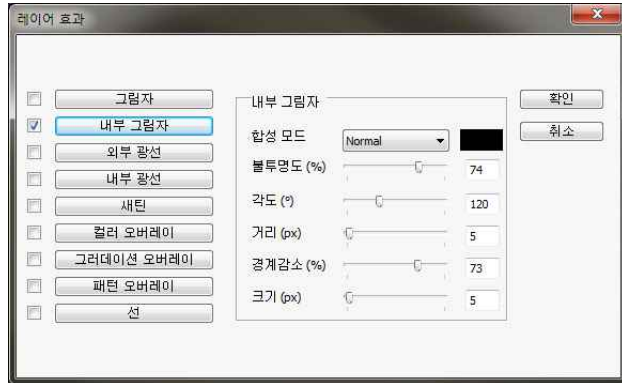 레이어 효과
그림자
내부 그림자
외부 광선
내부 광선
새틴
컬러 오버레이
그러데이션 오버레이
패턴 오버레이
선
내부 그림자
합성 모드 Normal
불투명도 (%) 74
각도 (º) 120
거리 (px) 5
경계감소 (%) 73
크기 (px) 5
확인
취소